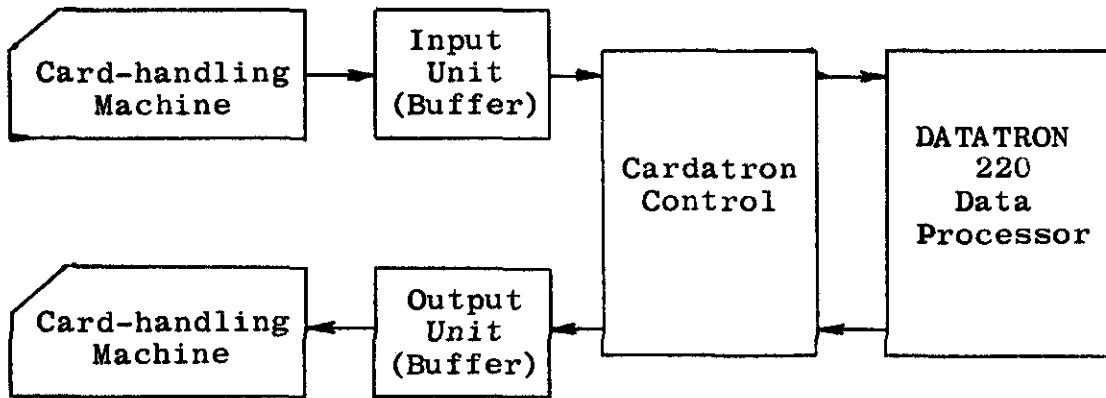 Card-handling
Machine
Input
Unit
(Buffer)
Cardatron
Control
DATATRON
220
Data
Processor
Card-handling
Machine
Output
Unit
(Buffer)